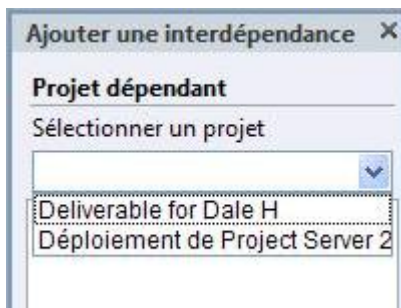 Ajouter une interdépendance
Projet dépendant
Sélectionner un projet
Deliverable for Dale H
Déploiement de Project Server 2